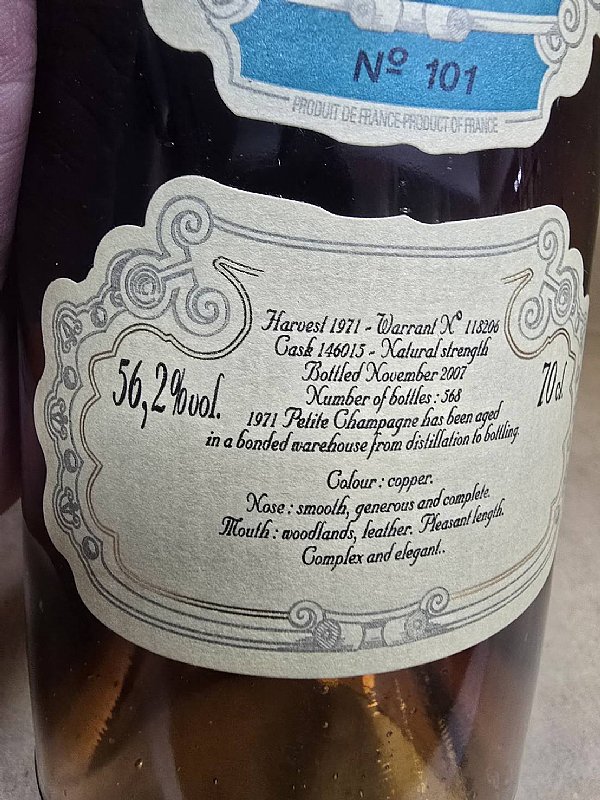 Nº 101
PRODUIT DE FRANCE-PRODUCT OF FRANCE
Harvest 1971 - Warrant Nº 118206
Cask 146015 - Natural strength
Bottled November 2007
Number of bottles : 568
56,2%vol.
70 cl
1971 Petite Champagne has been aged
in a bonded warehouse from distillation to bottling.
Colour : copper.
Nose : smooth, generous and complete.
Mouth : woodlands, leather. Pleasant length.
Complex and elegant..